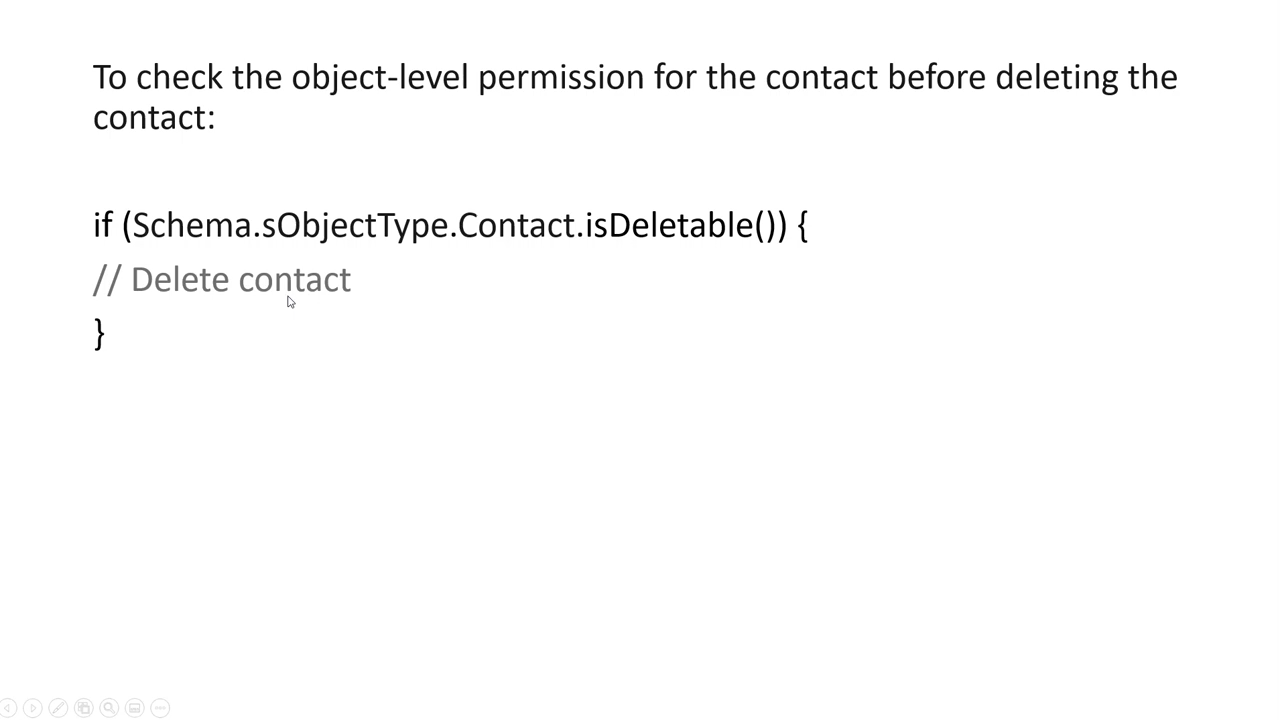 To check the object-level permission for the contact before deleting the
contact:
if (Schema.sObjectType.Contact.isDeletable()) {
// Delete contact
}